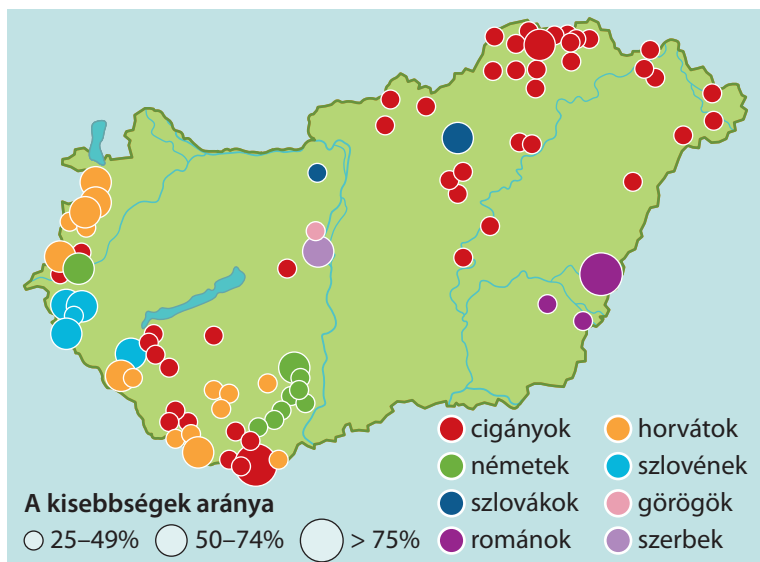 cigányok
horvátok
németek
szlovének
szlovákok
görögök
románok
szerbek
A kisebbségek aránya
25–49%
50–74%
> 75%